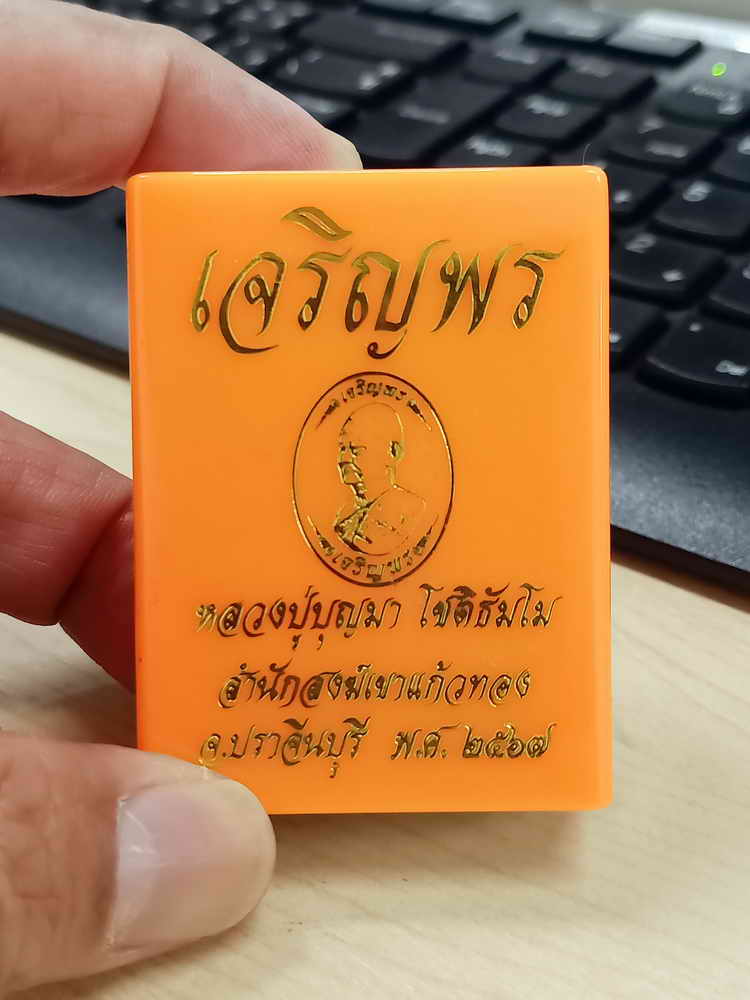 เจริญพร
เจริญพร
เจริญพร
หลวงปู่บุญมา โชติธัมโม
สำนักสงฆ์เขาแก้วทอง
จ.ปราจีนบุรี พ.ศ. ๒๕๖๗